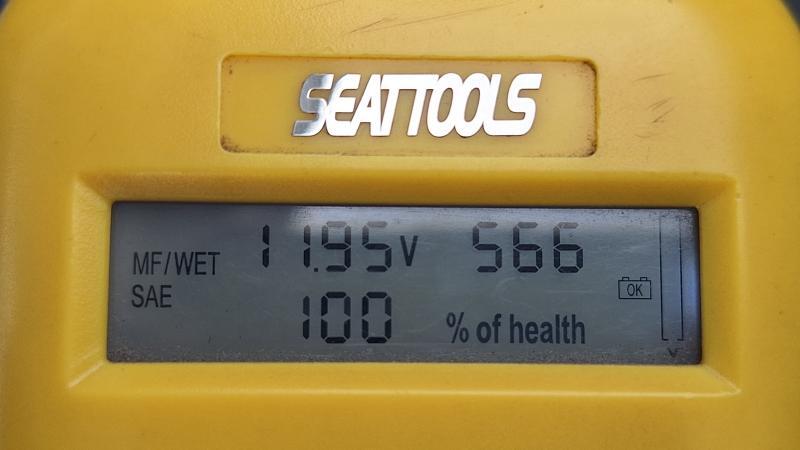 SEATTOOLS
MF/WET 11.95V 566
SAE 100 % of health
OK
V